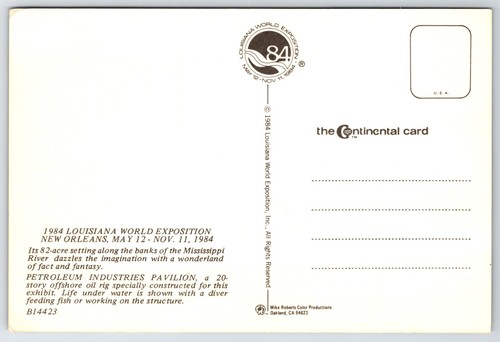 LOUISIANA WORLD EXPOSITION
84
MAY 12 - NOV. 11, 1984
®
U.S.A.
© 1984 Louisiana World Exposition, Inc., All Rights Reserved
the Continental card
TM
1984 LOUISIANA WORLD EXPOSITION
NEW ORLEANS, MAY 12 - NOV. 11, 1984
Its 82-acre setting along the banks of the Mississippi
River dazzles the imagination with a wonderland
of fact and fantasy.
PETROLEUM INDUSTRIES PAVILION, a 20-
story offshore oil rig specially constructed for this
exhibit. Life under water is shown with a diver
feeding fish or working on the structure.
B14423
Mike Roberts Color Productions
Oakland, CA 94623